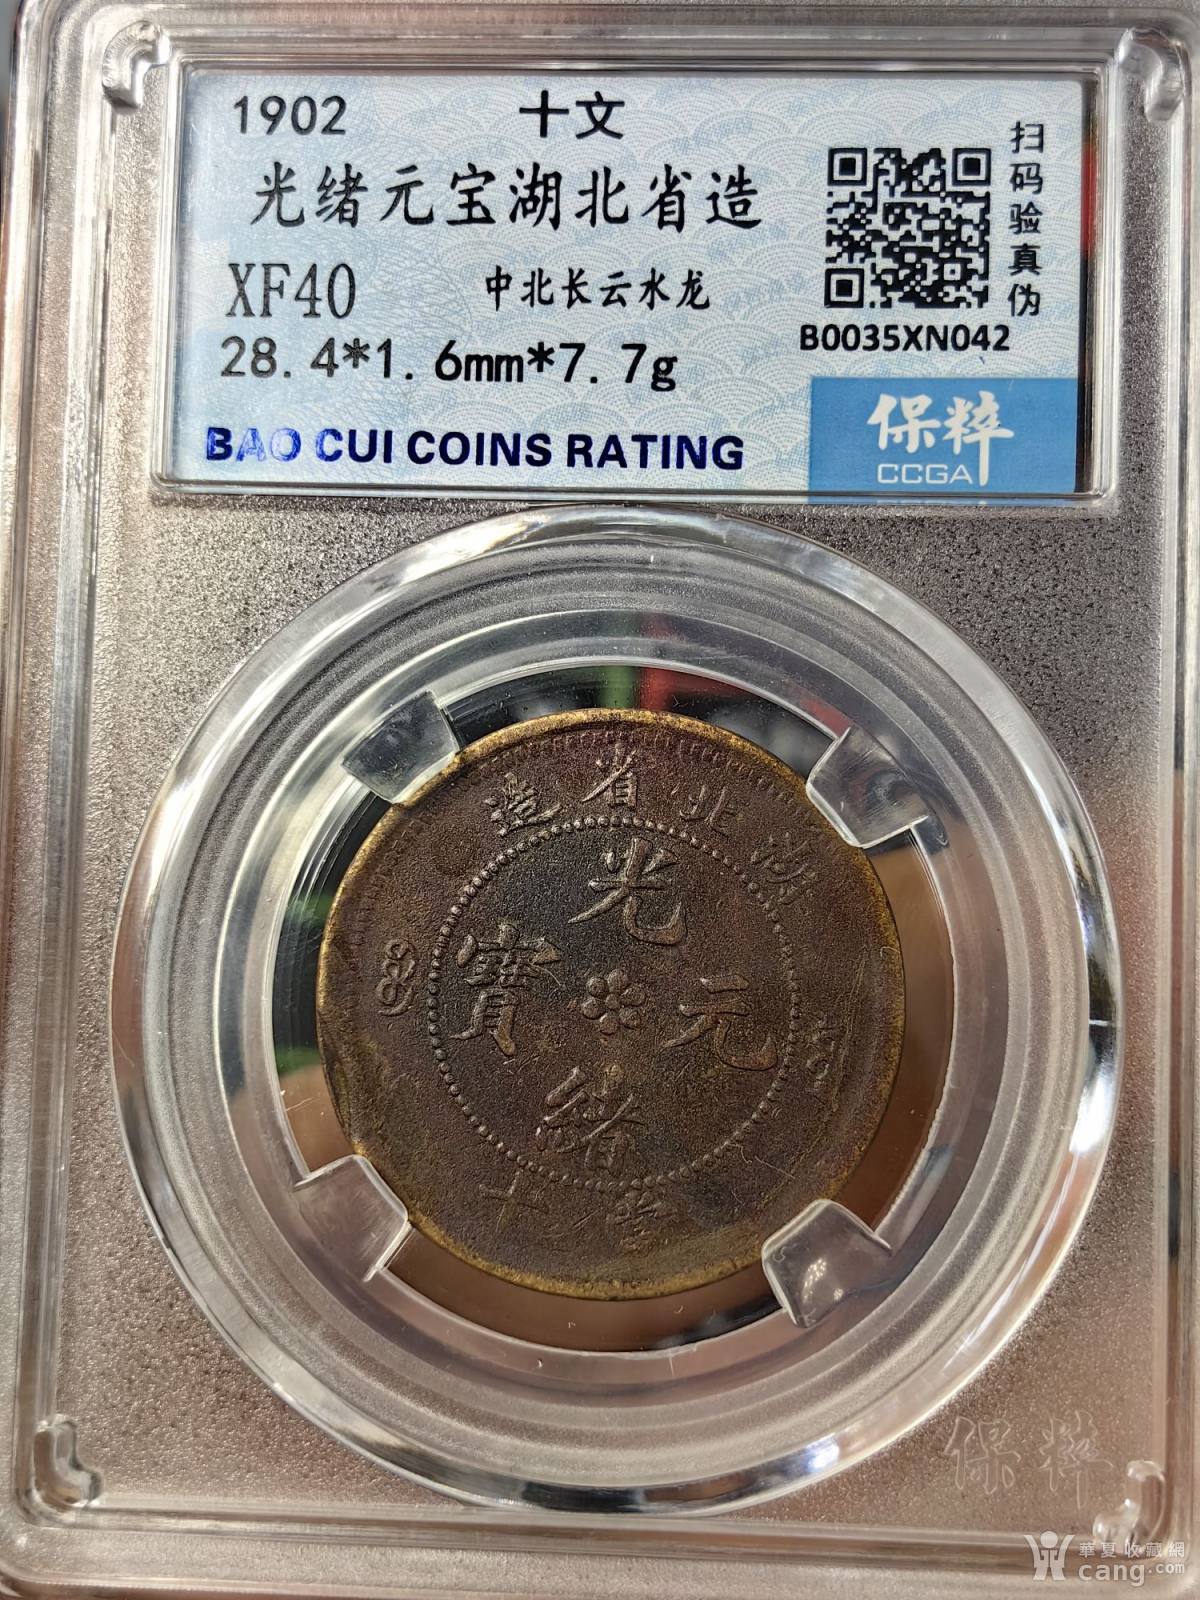 1902 十文
光绪元宝湖北省造
XF40 中北长云水龙
28.4*1.6mm*7.7g
BAO CUI COINS RATING
扫码验真伪
B0035XN042
保粹
CCGA
湖北省造
光緒元寳
當十
保粹
華夏收藏網
cang.com